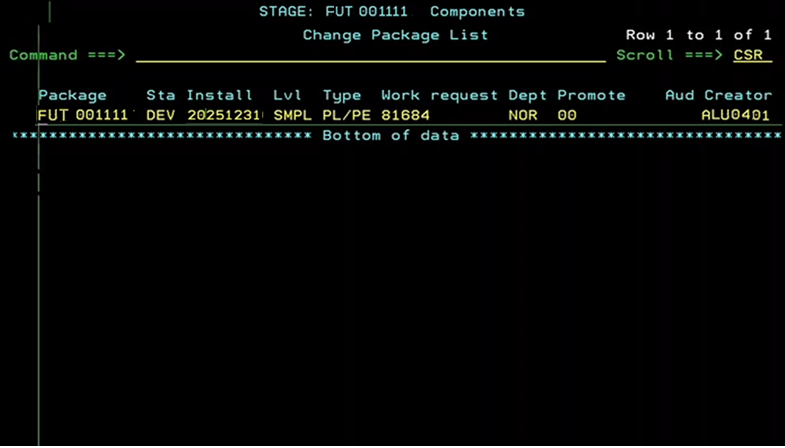 STAGE: FUT 001111 Components
Change Package List Row 1 to 1 of 1
Command ===> Scroll ===> CSR
Package Sta Install Lvl Type Work request Dept Promote Aud Creator
FUT 001111 DEV 20251231 SMPL PL/PE 81684 NOR 00 ALU0401
******************************* Bottom of data ********************************